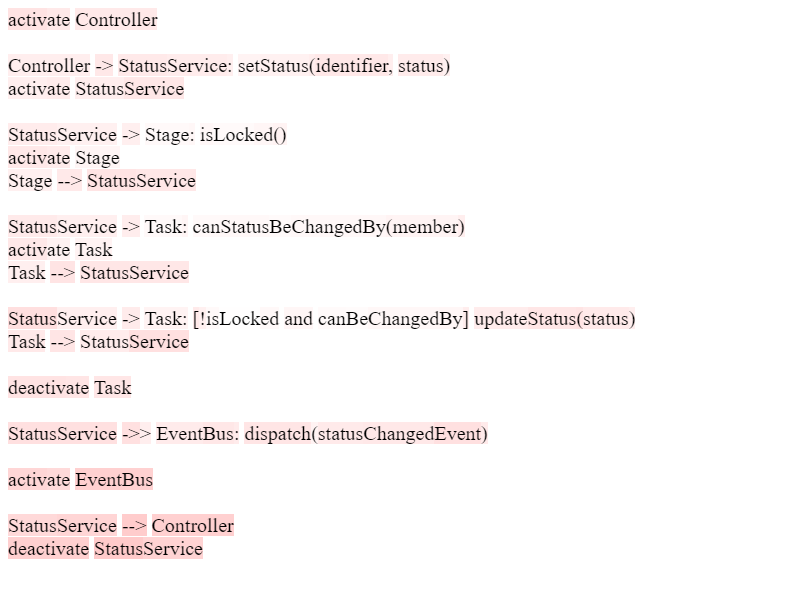 activate Controller
Controller -> StatusService: setStatus(identifier, status)
activate StatusService
StatusService -> Stage: isLocked()
activate Stage
Stage --> StatusService
StatusService -> Task: canStatusBeChangedBy(member)
activate Task
Task --> StatusService
StatusService -> Task: [!isLocked and canBeChangedBy] updateStatus(status)
Task --> StatusService
deactivate Task
StatusService ->> EventBus: dispatch(statusChangedEvent)
activate EventBus
StatusService --> Controller
deactivate StatusService